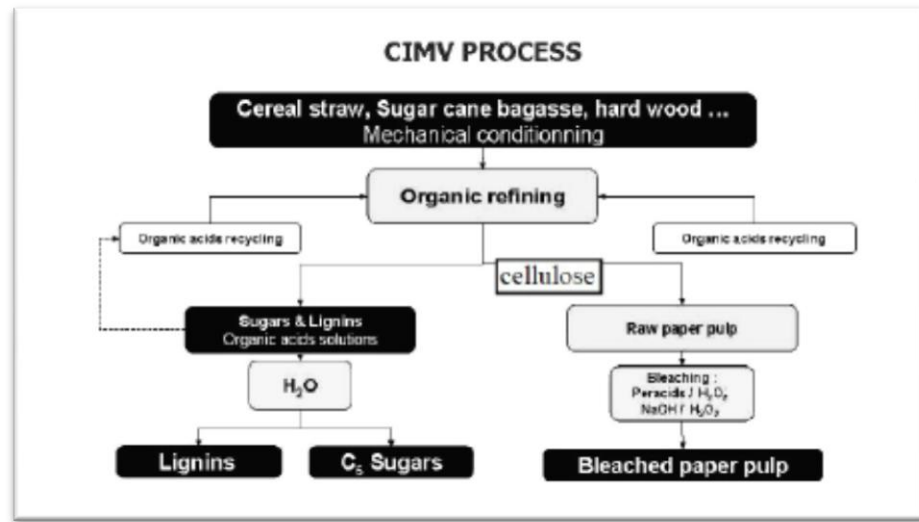 CIMV PROCESS
Cereal straw, Sugar cane bagasse, hard wood ...
Mechanical conditionning
Organic refining
Organic acids recycling
Organic acids recycling
cellulose
Sugars & Lignins
Organic acids solutions
Raw paper pulp
H₂O
Bleaching :
Peracids / H₂O₂
NaOH / H₂O₂
Lignins
C₅ Sugars
Bleached paper pulp